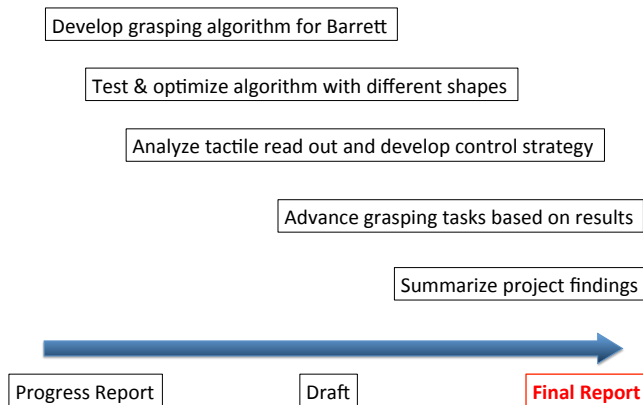 Develop grasping algorithm for Barrett
Test & optimize algorithm with different shapes
Analyze tactile read out and develop control strategy
Advance grasping tasks based on results
Summarize project findings
Progress Report
Draft
Final Report